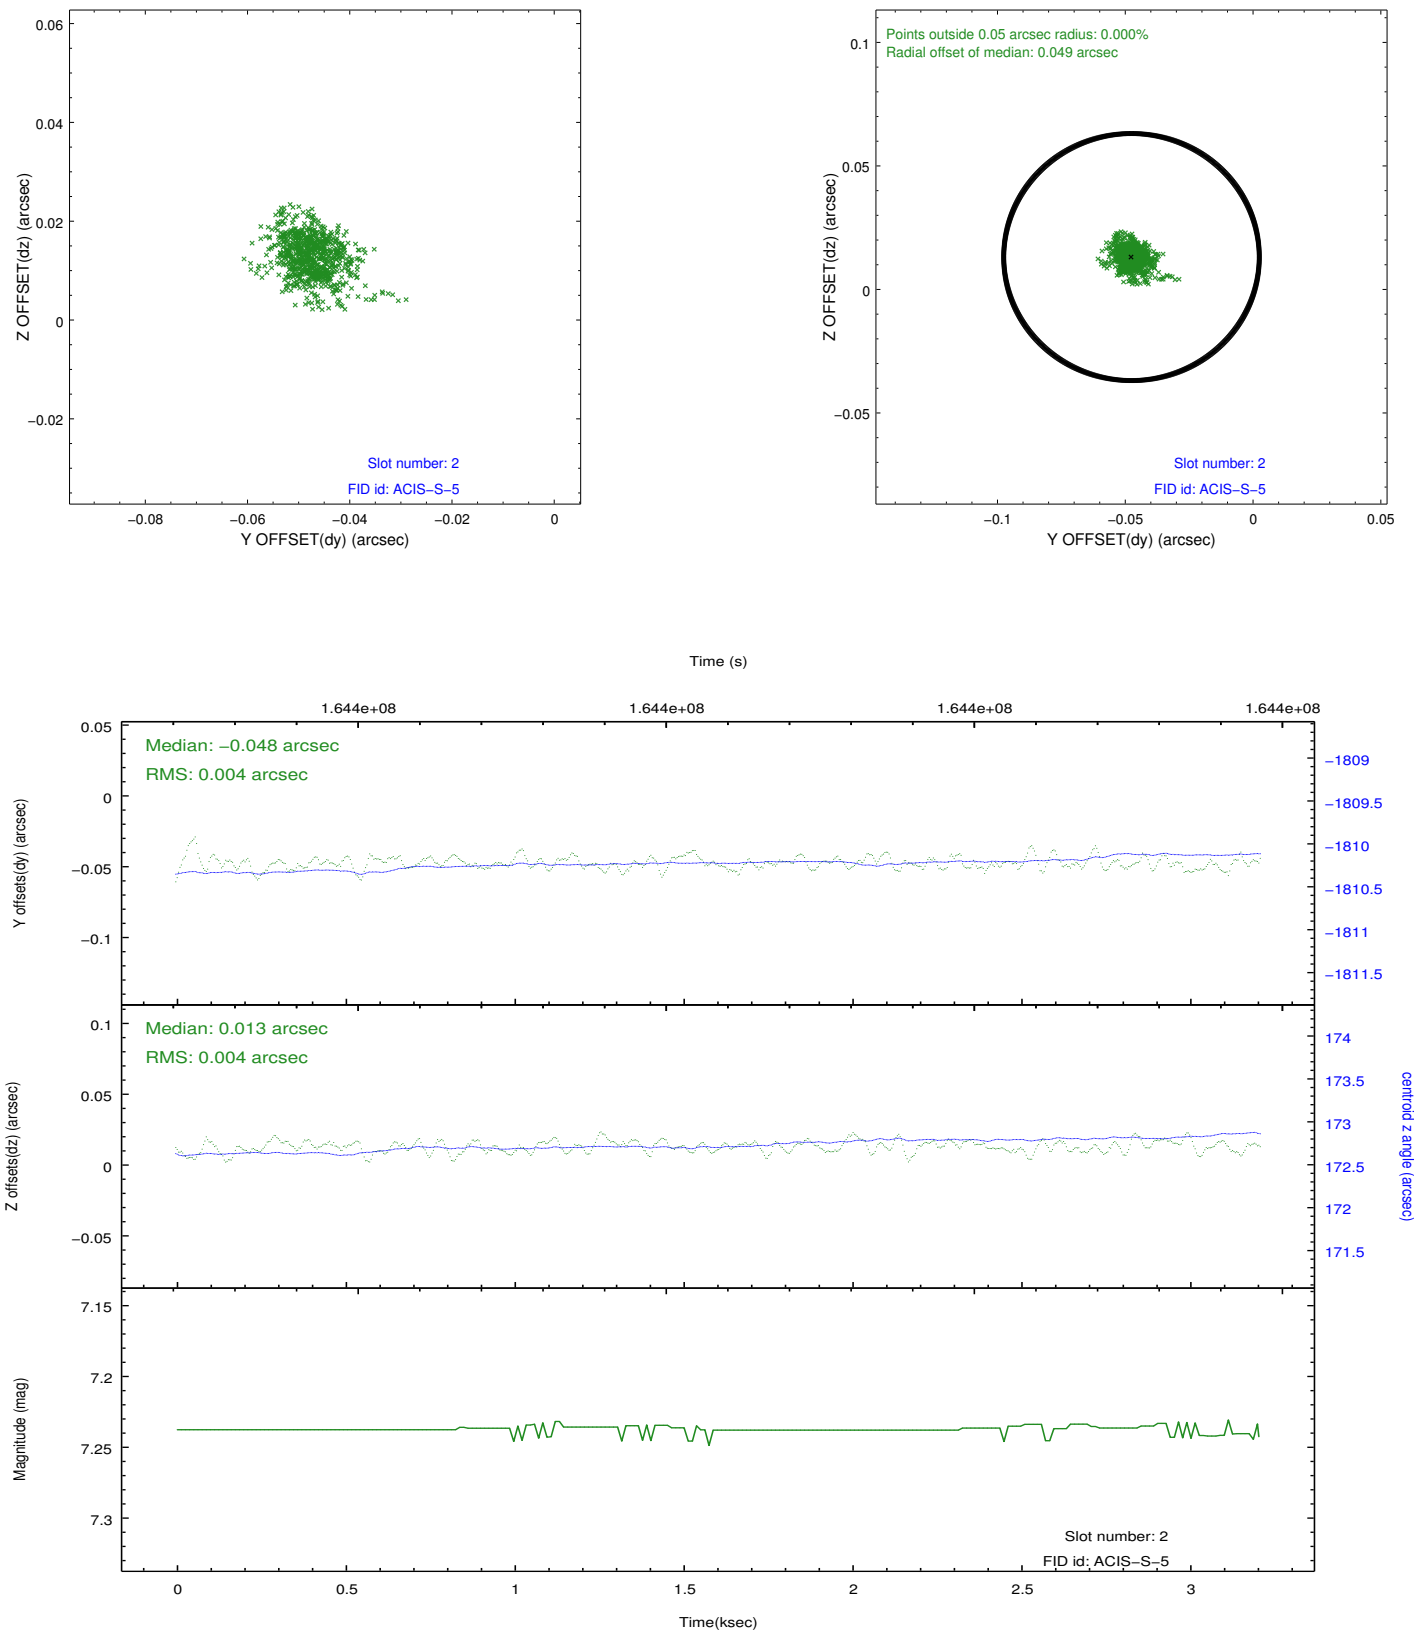 0.06
0.04
0.02
0
−0.02
Z OFFSET(dz) (arcsec)
Slot number: 2
FID id: ACIS−S−5
−0.08 −0.06 −0.04 −0.02 0
Y OFFSET(dy) (arcsec)
Points outside 0.05 arcsec radius: 0.000%
Radial offset of median: 0.049 arcsec
0.1
0.05
0
−0.05
Z OFFSET(dz) (arcsec)
Slot number: 2
FID id: ACIS−S−5
−0.1 −0.05 0 0.05
Y OFFSET(dy) (arcsec)
Time (s)
1.644e+08 1.644e+08 1.644e+08 1.644e+08
Median: −0.048 arcsec
RMS: 0.004 arcsec
0.05
0
−0.05
−0.1
Y offsets(dy) (arcsec)
−1809
−1809.5
−1810
−1810.5
−1811
−1811.5
Median: 0.013 arcsec
RMS: 0.004 arcsec
0.1
0.05
0
−0.05
Z offsets(dz) (arcsec)
174
173.5
173
172.5
172
171.5
centroid z angle (arcsec)
7.15
7.2
7.25
7.3
Magnitude (mag)
Slot number: 2
FID id: ACIS−S−5
0 0.5 1 1.5 2 2.5 3
Time(ksec)